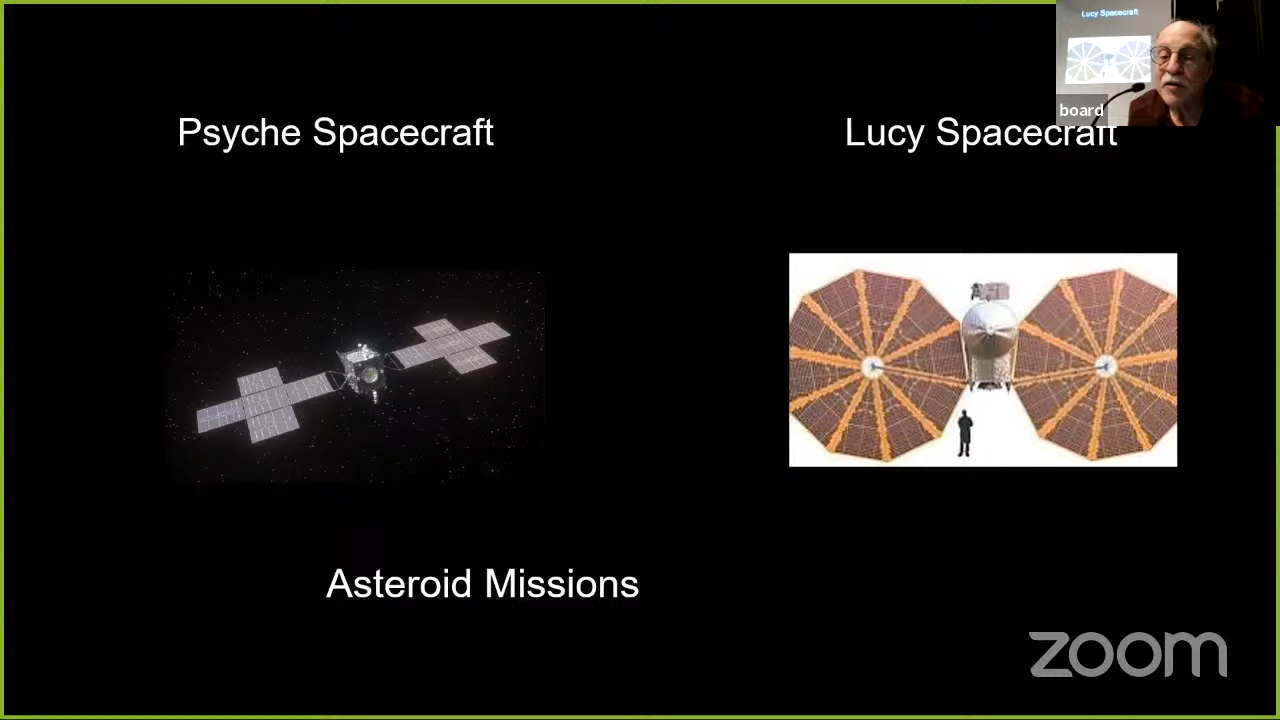 Lucy Spacecraft
board
Psyche Spacecraft
Lucy Spacecraft
Asteroid Missions
zoom